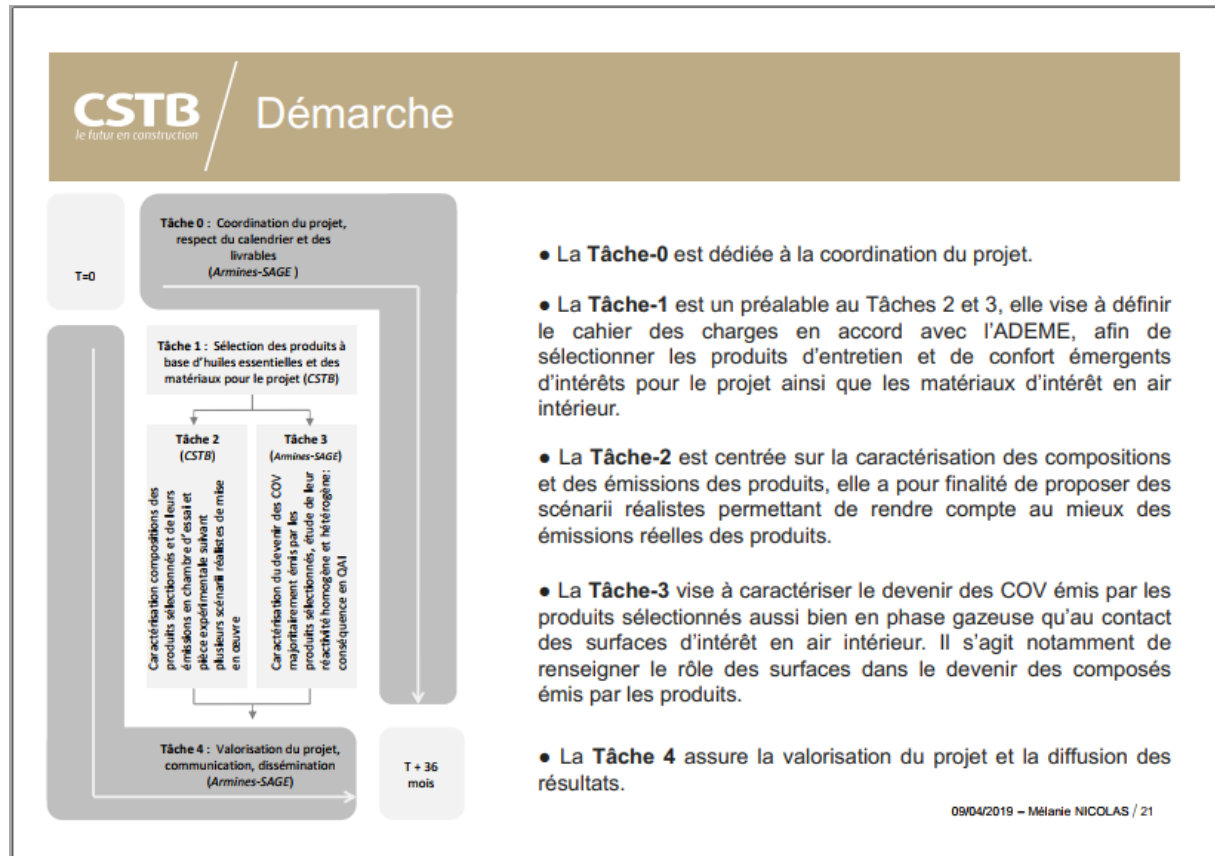 CSTB
le futur en construction
Démarche
T=0
Tâche 0 : Coordination du projet,
respect du calendrier et des
livrables
(Armines-SAGE )
Tâche 1 : Sélection des produits à
base d'huiles essentielles et des
matériaux pour le projet (CSTB)
Tâche 2
(CSTB)
Caractérisation compositions des
produits sélectionnés et de leurs
émissions en chambre d'essai et
pièce expérimentale suivant
plusieurs scénarii réalistes de mise
en œuvre
Tâche 3
(Armines-SAGE)
Caractérisation du devenir des COV
majoritairement émis par les
produits sélectionnés, étude de leur
réactivité homogène et hétérogène:
conséquence en QAI
Tâche 4 : Valorisation du projet,
communication, dissémination
(Armines-SAGE)
T + 36
mois
● La Tâche-0 est dédiée à la coordination du projet.
● La Tâche-1 est un préalable au Tâches 2 et 3, elle vise à définir
le cahier des charges en accord avec l'ADEME, afin de
sélectionner les produits d'entretien et de confort émergents
d'intérêts pour le projet ainsi que les matériaux d'intérêt en air
intérieur.
● La Tâche-2 est centrée sur la caractérisation des compositions
et des émissions des produits, elle a pour finalité de proposer des
scénarii réalistes permettant de rendre compte au mieux des
émissions réelles des produits.
● La Tâche-3 vise à caractériser le devenir des COV émis par les
produits sélectionnés aussi bien en phase gazeuse qu'au contact
des surfaces d'intérêt en air intérieur. Il s'agit notamment de
renseigner le rôle des surfaces dans le devenir des composés
émis par les produits.
● La Tâche 4 assure la valorisation du projet et la diffusion des
résultats.
09/04/2019 – Mélanie NICOLAS / 21